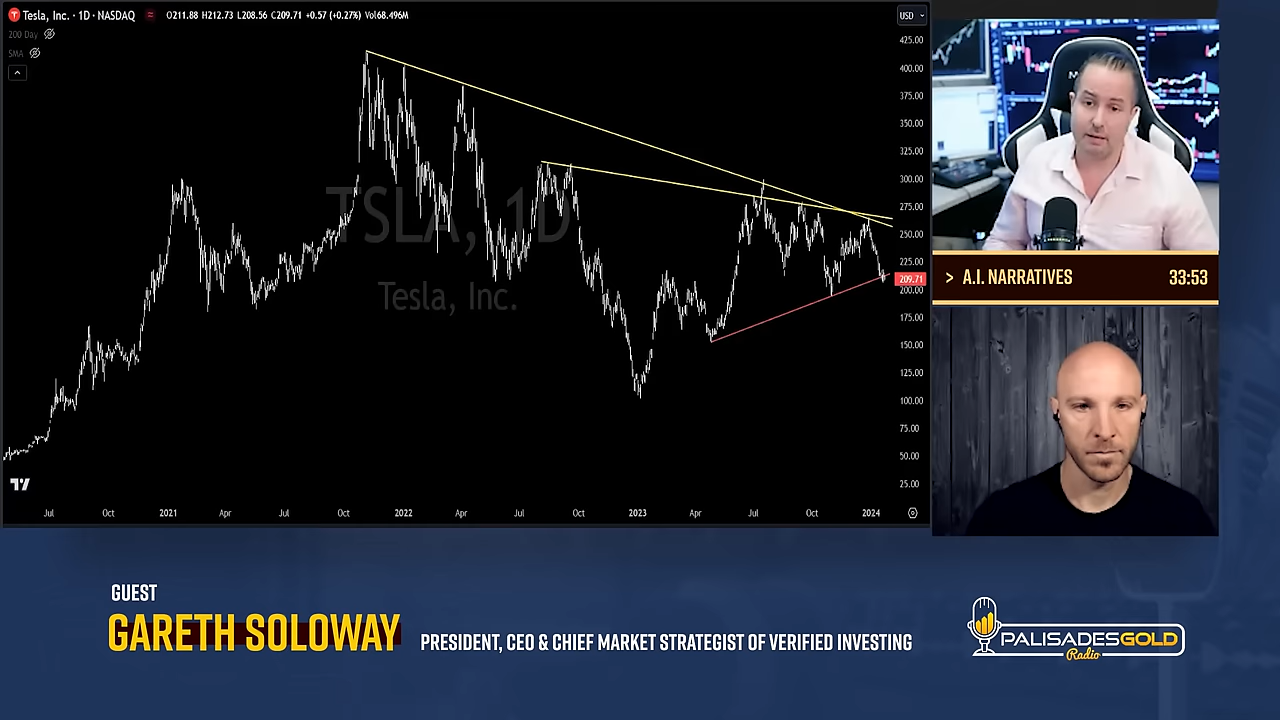 Tesla, Inc. · 1D · NASDAQ O211.88 H212.73 L208.56 C209.71 +0.57 (+0.27%) Vol68.496M
USD
200 Day
SMA
425.00
400.00
375.00
350.00
325.00
300.00
275.00
250.00
225.00
209.71
200.00
175.00
150.00
125.00
100.00
75.00
50.00
25.00
TSLA, 1D
Tesla, Inc.
Jul Oct 2021 Apr Jul Oct 2022 Apr Jul Oct 2023 Apr Jul Oct 2024
> A.I. NARRATIVES 33:53
GUEST
GARETH SOLOWAY PRESIDENT, CEO & CHIEF MARKET STRATEGIST OF VERIFIED INVESTING
PALISADESGOLD
Radio